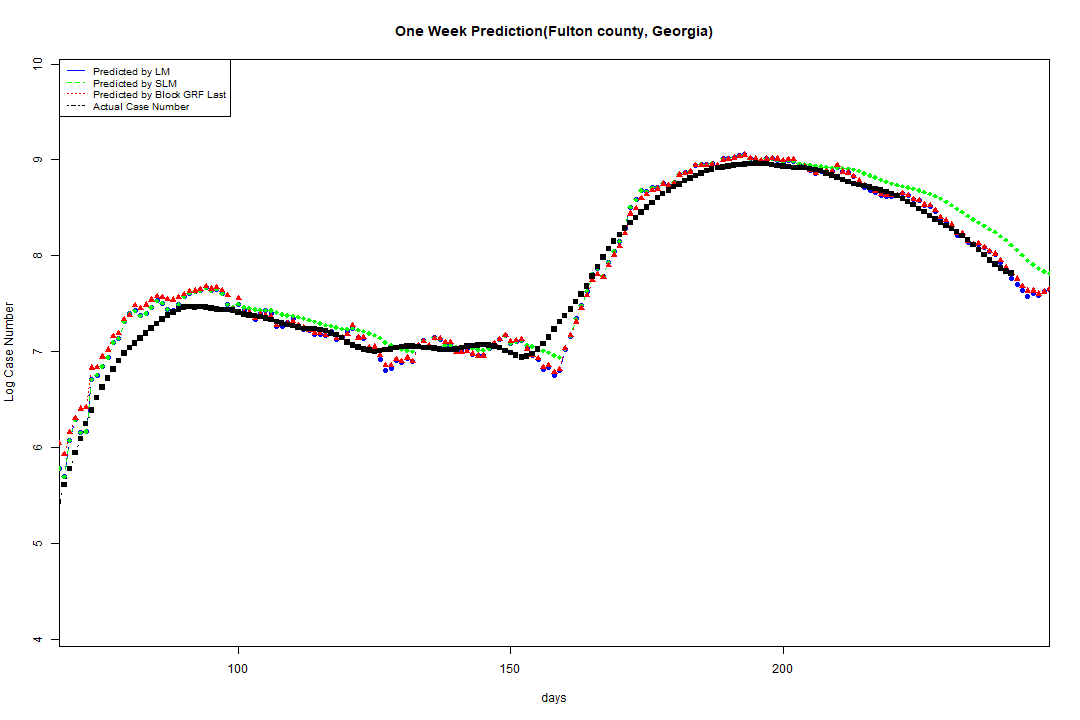 One Week Prediction(Fulton county, Georgia)
Predicted by LM
Predicted by SLM
Predicted by Block GRF Last
Actual Case Number
Log Case Number
10
9
8
7
6
5
4
100 150 200
days